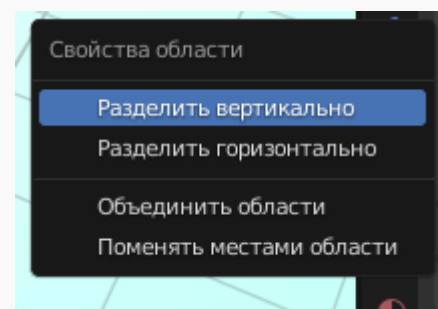 Свойства области
Разделить вертикально
Разделить горизонтально
Объединить области
Поменять местами области